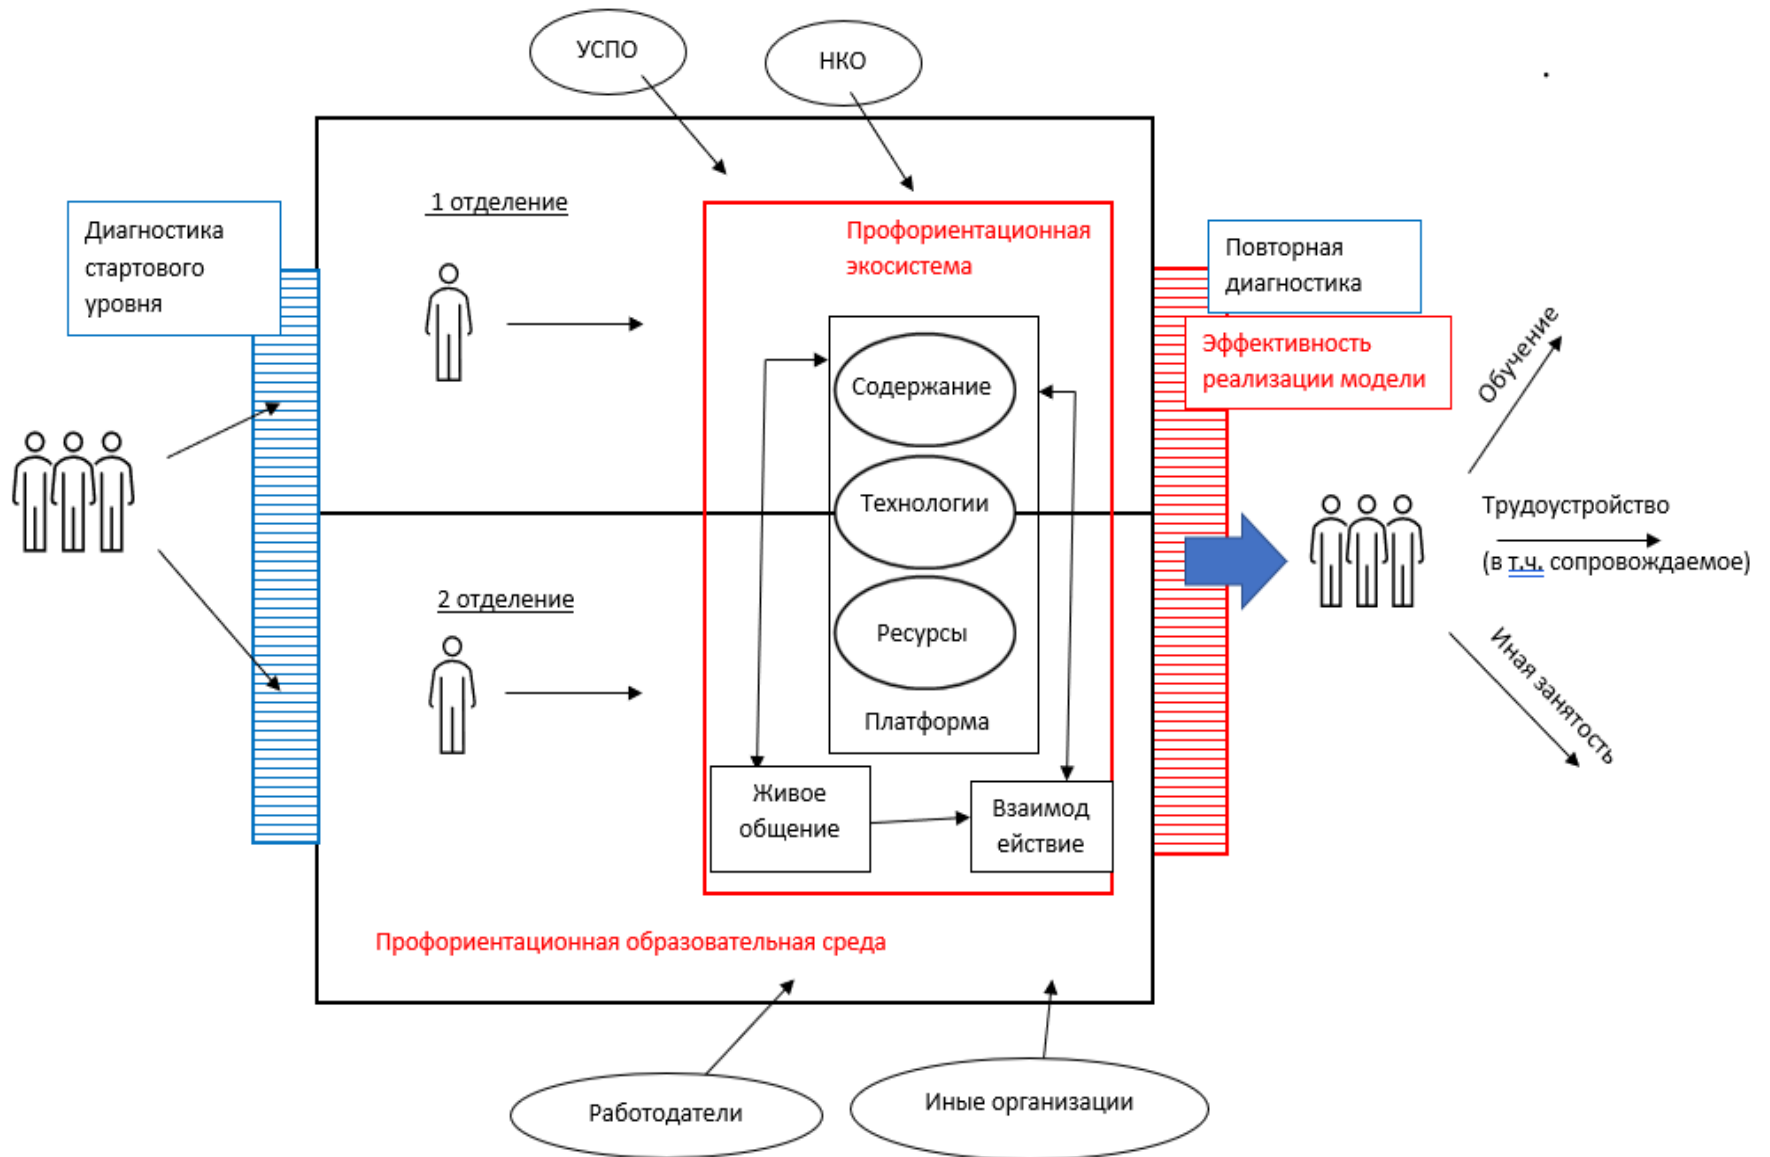 УСПО
НКО
1 отделение
Диагностика
стартового
уровня
Профориентационная
экосистема
Повторная
диагностика
Эффективность
реализации модели
Содержание
Технологии
Ресурсы
Платформа
2 отделение
Живое
общение
Взаимод
ействие
Обучение
Трудоустройство
(в т.ч. сопровождаемое)
Иная занятость
Профориентационная образовательная среда
Работодатели
Иные организации